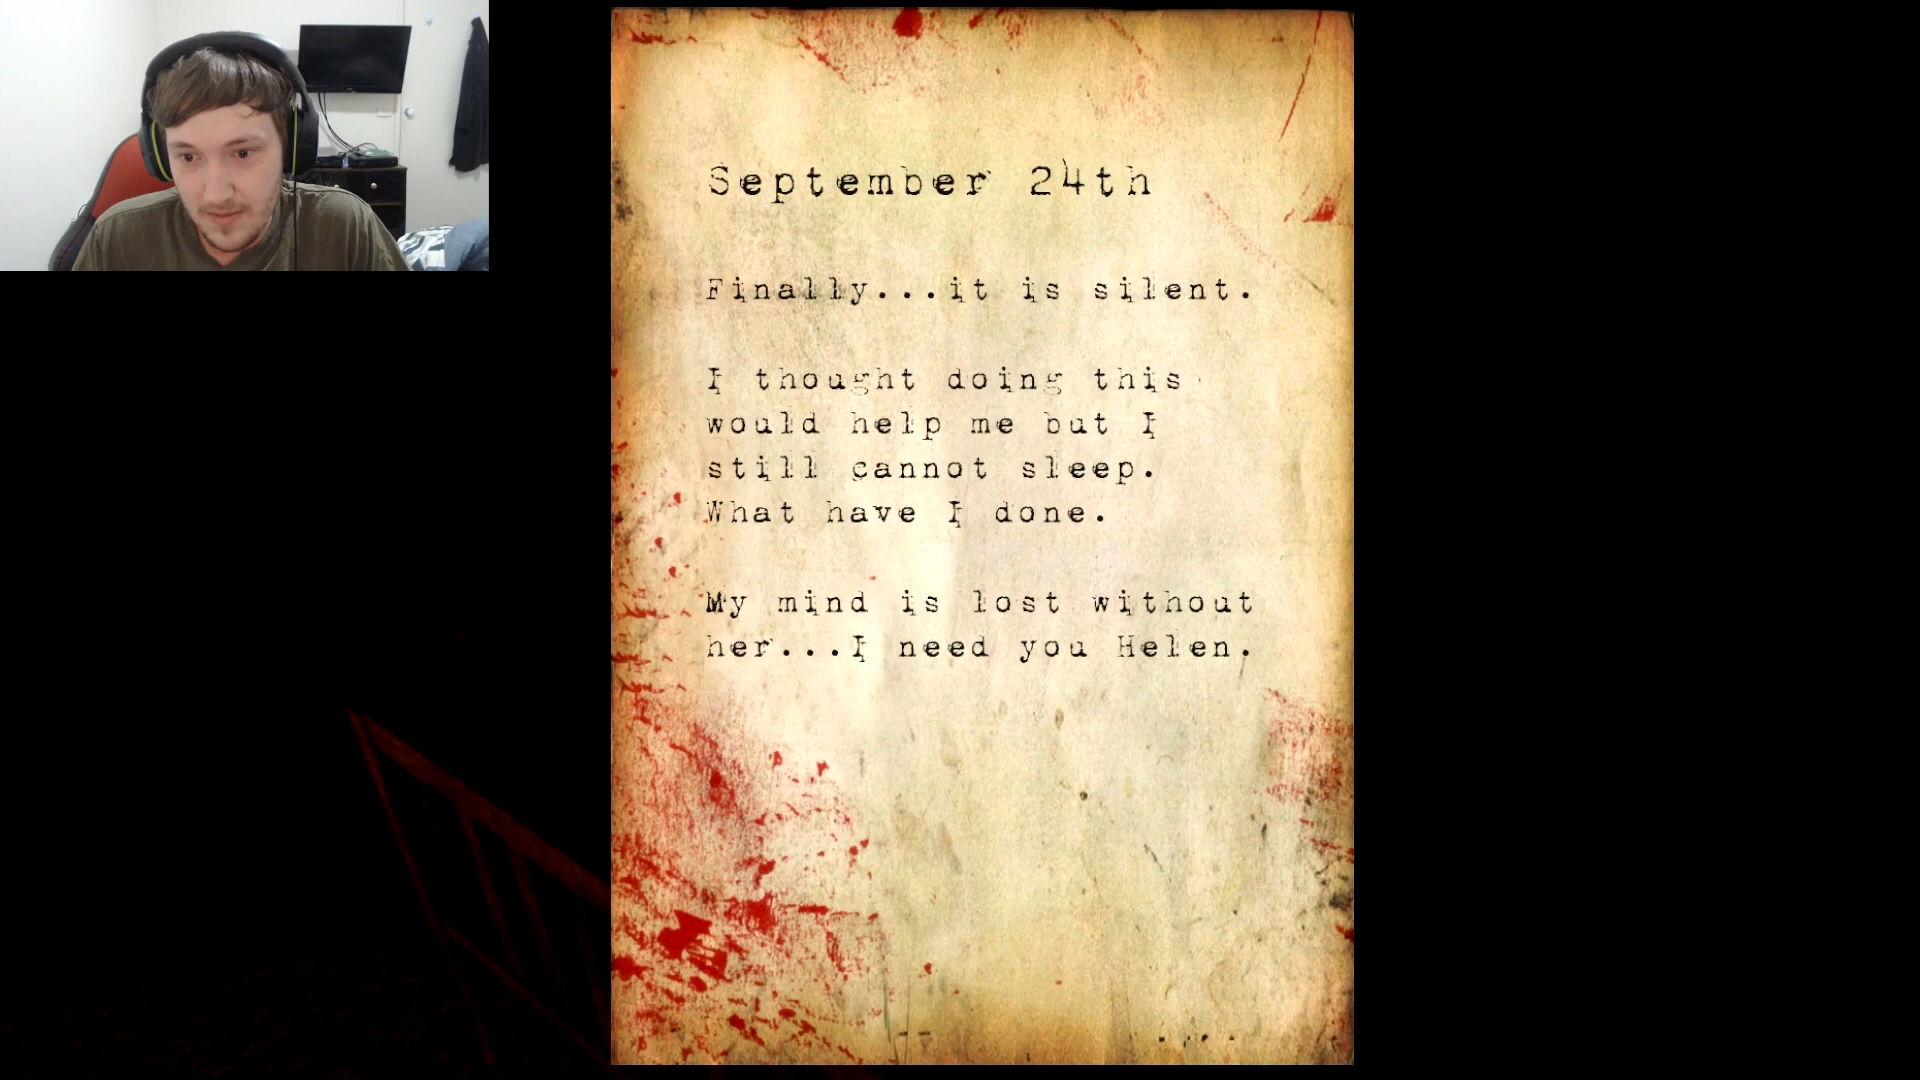 September 24th
Finally...it is silent.
I thought doing this
would help me but I
still cannot sleep.
What have I done.
My mind is lost without
her...I need you Helen.